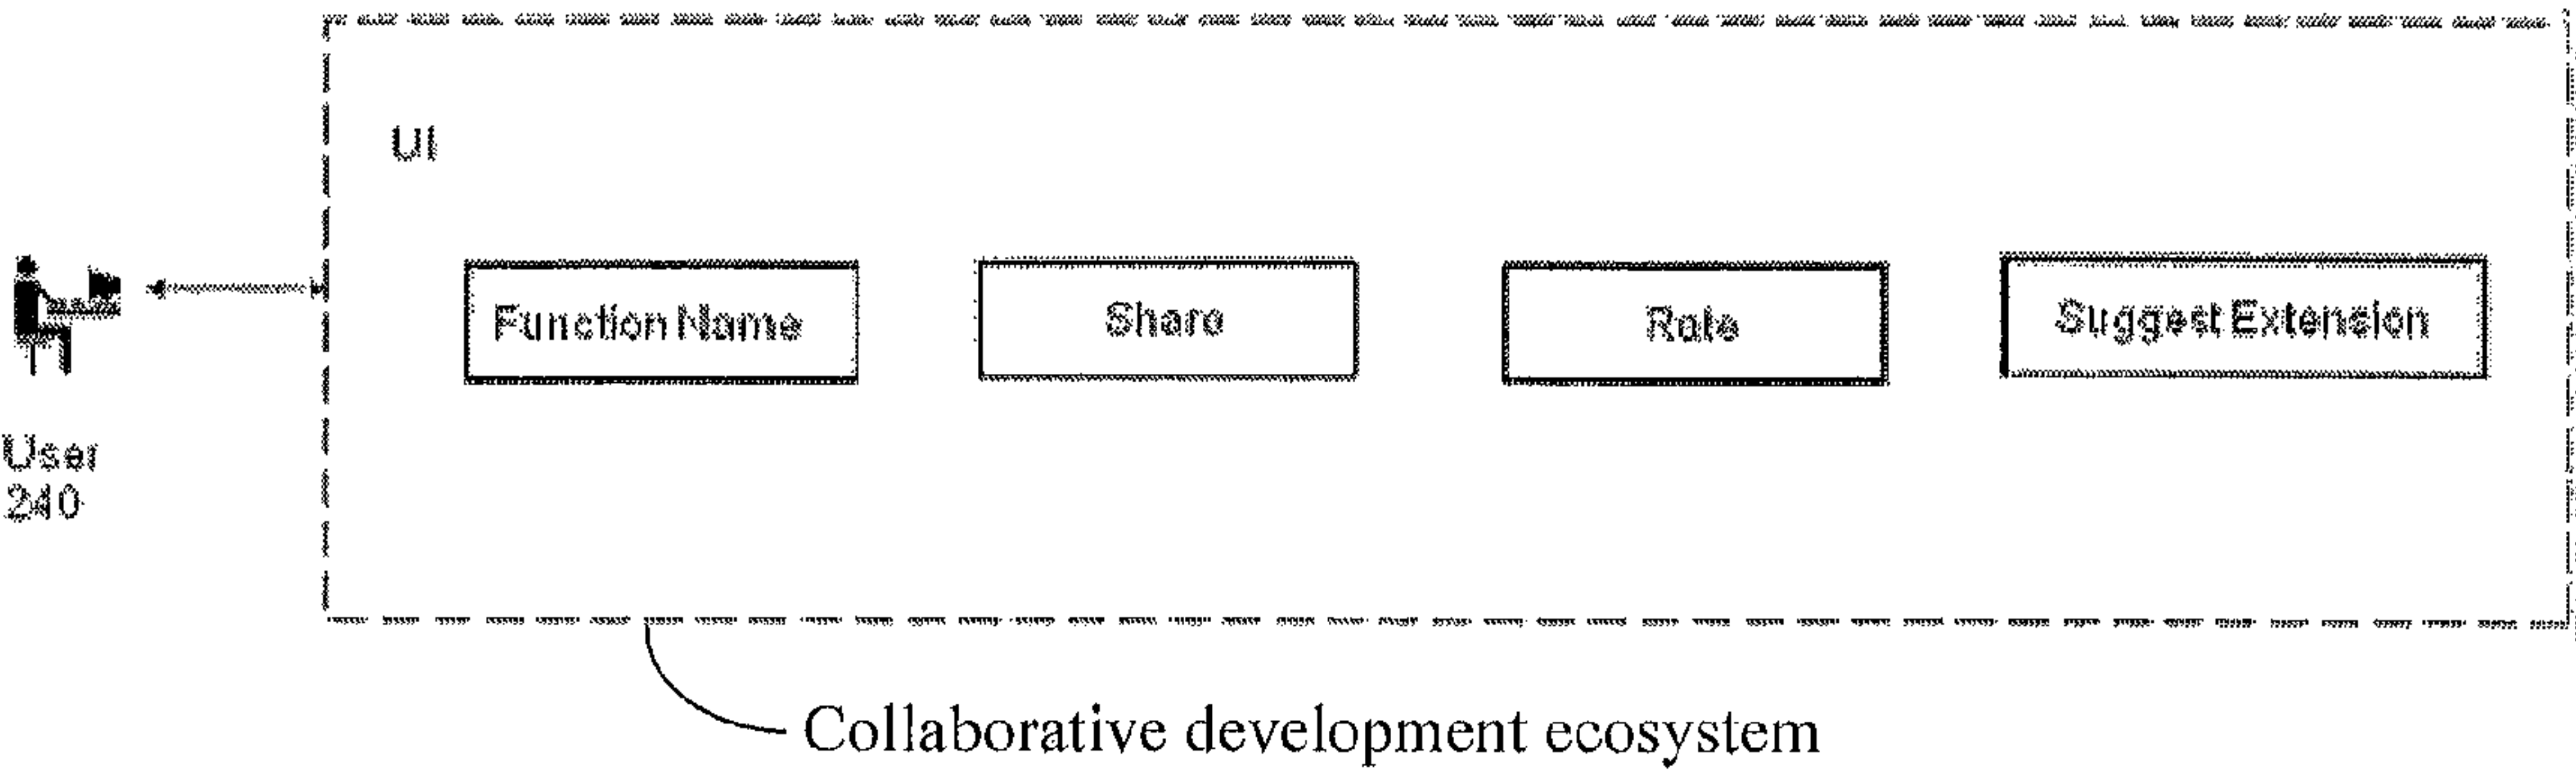 UI
Function Name
Share
Rate
Suggest Extension
User
240
Collaborative development ecosystem